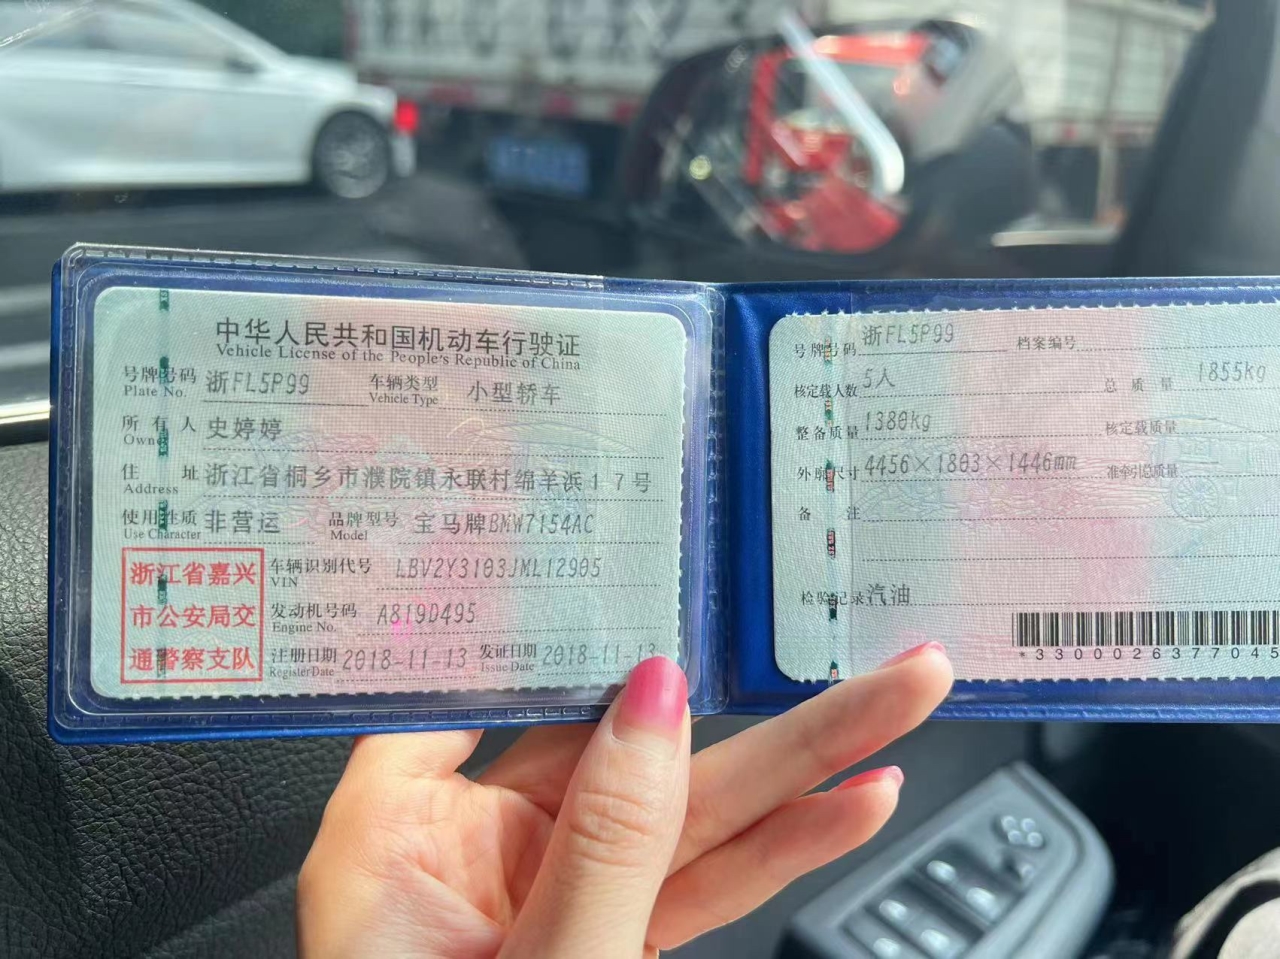 中华人民共和国机动车行驶证
Vehicle License of the People's Republic of China
号牌号码 Plate No. 浙FL5P99 车辆类型 Vehicle Type 小型轿车
所有人 Owner 史婷婷
住址 Address 浙江省桐乡市濮院镇永联村绵羊浜17号
使用性质 Use Character 非营运 品牌型号 Model 宝马牌BMW7154AC
浙江省嘉兴
市公安局交
通警察支队
车辆识别代号 VIN LBV2Y3103JML12905
发动机号码 Engine No. A819D495
注册日期 Register Date 2018-11-13 发证日期 Issue Date 2018-11-13
号牌号码 浙FL5P99 档案编号
核定载人数 5人 总质量 1855kg
整备质量 1380kg 核定载质量
外廓尺寸 4456×1803×1446mm 准牵引总质量
备注
检验记录 汽油
*3300026377045